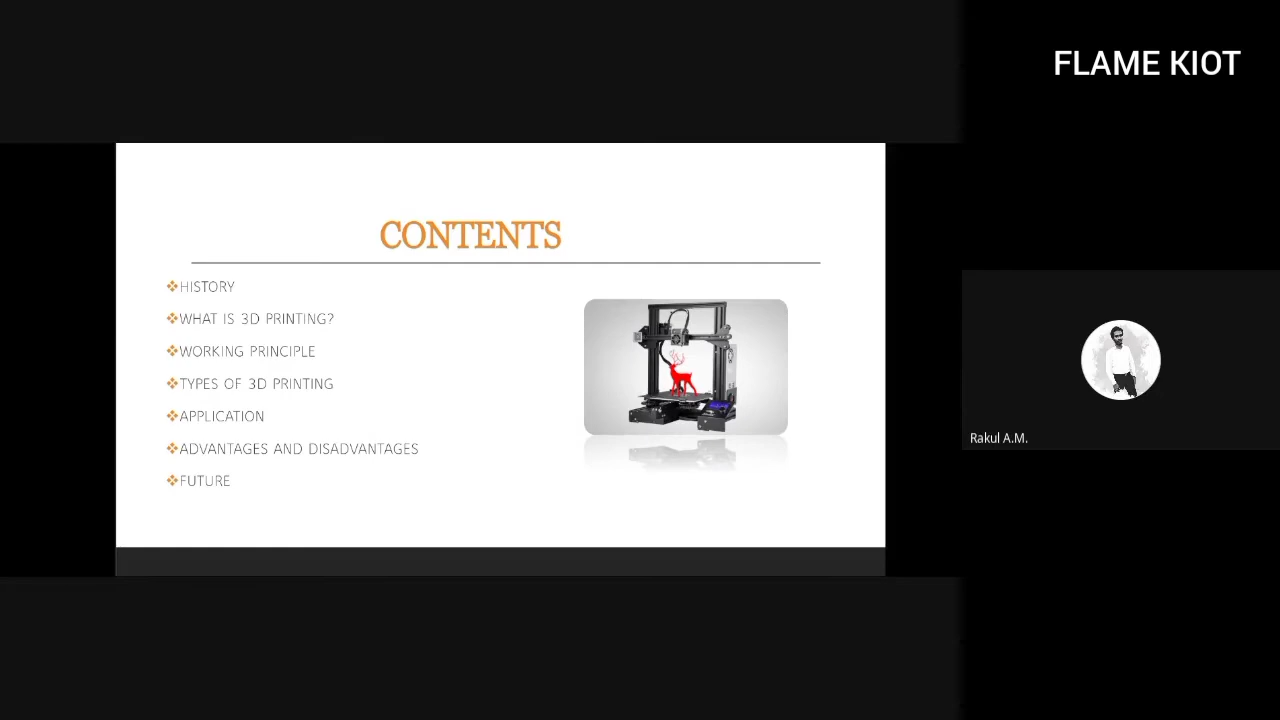 FLAME KIOT
CONTENTS
❖HISTORY
❖WHAT IS 3D PRINTING?
❖WORKING PRINCIPLE
❖TYPES OF 3D PRINTING
❖APPLICATION
❖ADVANTAGES AND DISADVANTAGES
❖FUTURE
Rakul A.M.